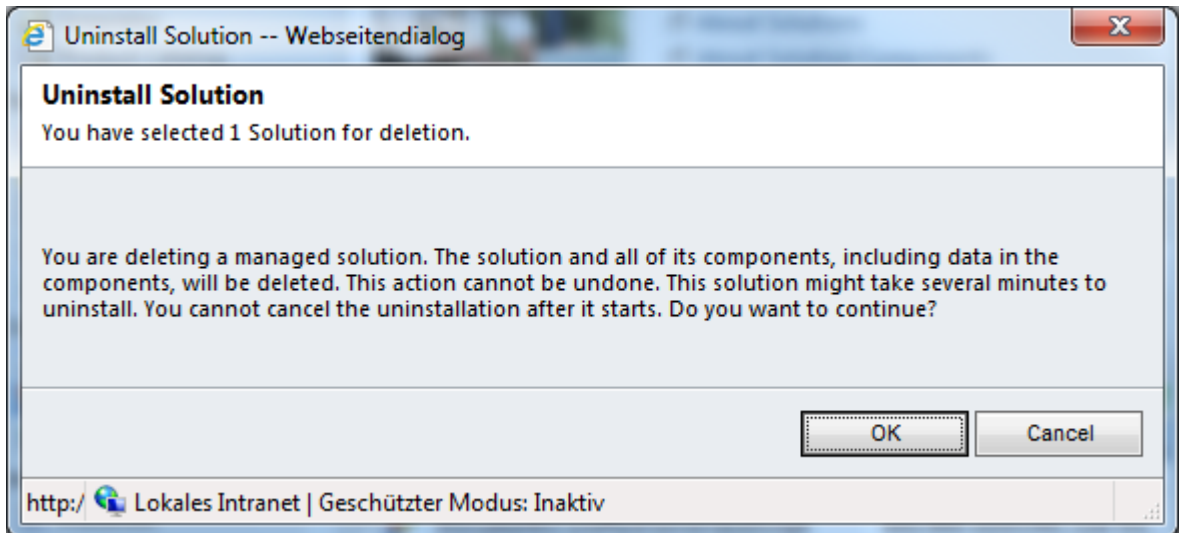 Uninstall Solution -- Webseitendialog
Uninstall Solution
You have selected 1 Solution for deletion.
You are deleting a managed solution. The solution and all of its components, including data in the
components, will be deleted. This action cannot be undone. This solution might take several minutes to
uninstall. You cannot cancel the uninstallation after it starts. Do you want to continue?
OK Cancel
http:/ Lokales Intranet | Geschützter Modus: Inaktiv